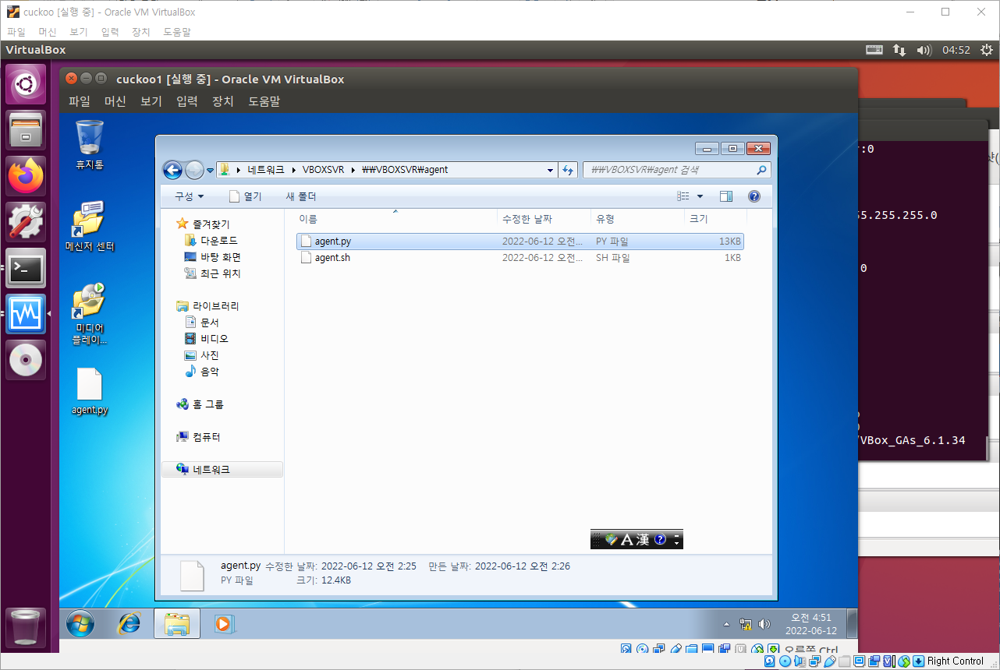 cuckoo [실행 중] - Oracle VM VirtualBox
파일 머신 보기 입력 장치 도움말
VirtualBox 04:52
cuckoo1 [실행 중] - Oracle VM VirtualBox
파일 머신 보기 입력 장치 도움말
휴지통
메신저 센터
미디어
플레이...
agent.py
네트워크 VBOXSVR ₩₩VBOXSVR₩agent
₩₩VBOXSVR₩agent 검색
구성 열기 새 폴더
즐겨찾기
다운로드
바탕 화면
최근 위치
라이브러리
문서
비디오
사진
음악
홈 그룹
컴퓨터
네트워크
이름 수정한 날짜 유형 크기
agent.py 2022-06-12 오전... PY 파일 13KB
agent.sh 2022-06-12 오전... SH 파일 1KB
A 漢
agent.py 수정한 날짜: 2022-06-12 오전 2:25 만든 날짜: 2022-06-12 오전 2:26
PY 파일 크기: 12.4KB
:0
55.255.255.0
0
/VBox_GAs_6.1.34
오전 4:51
2022-06-12
오른쪽 Ctrl
Right Control